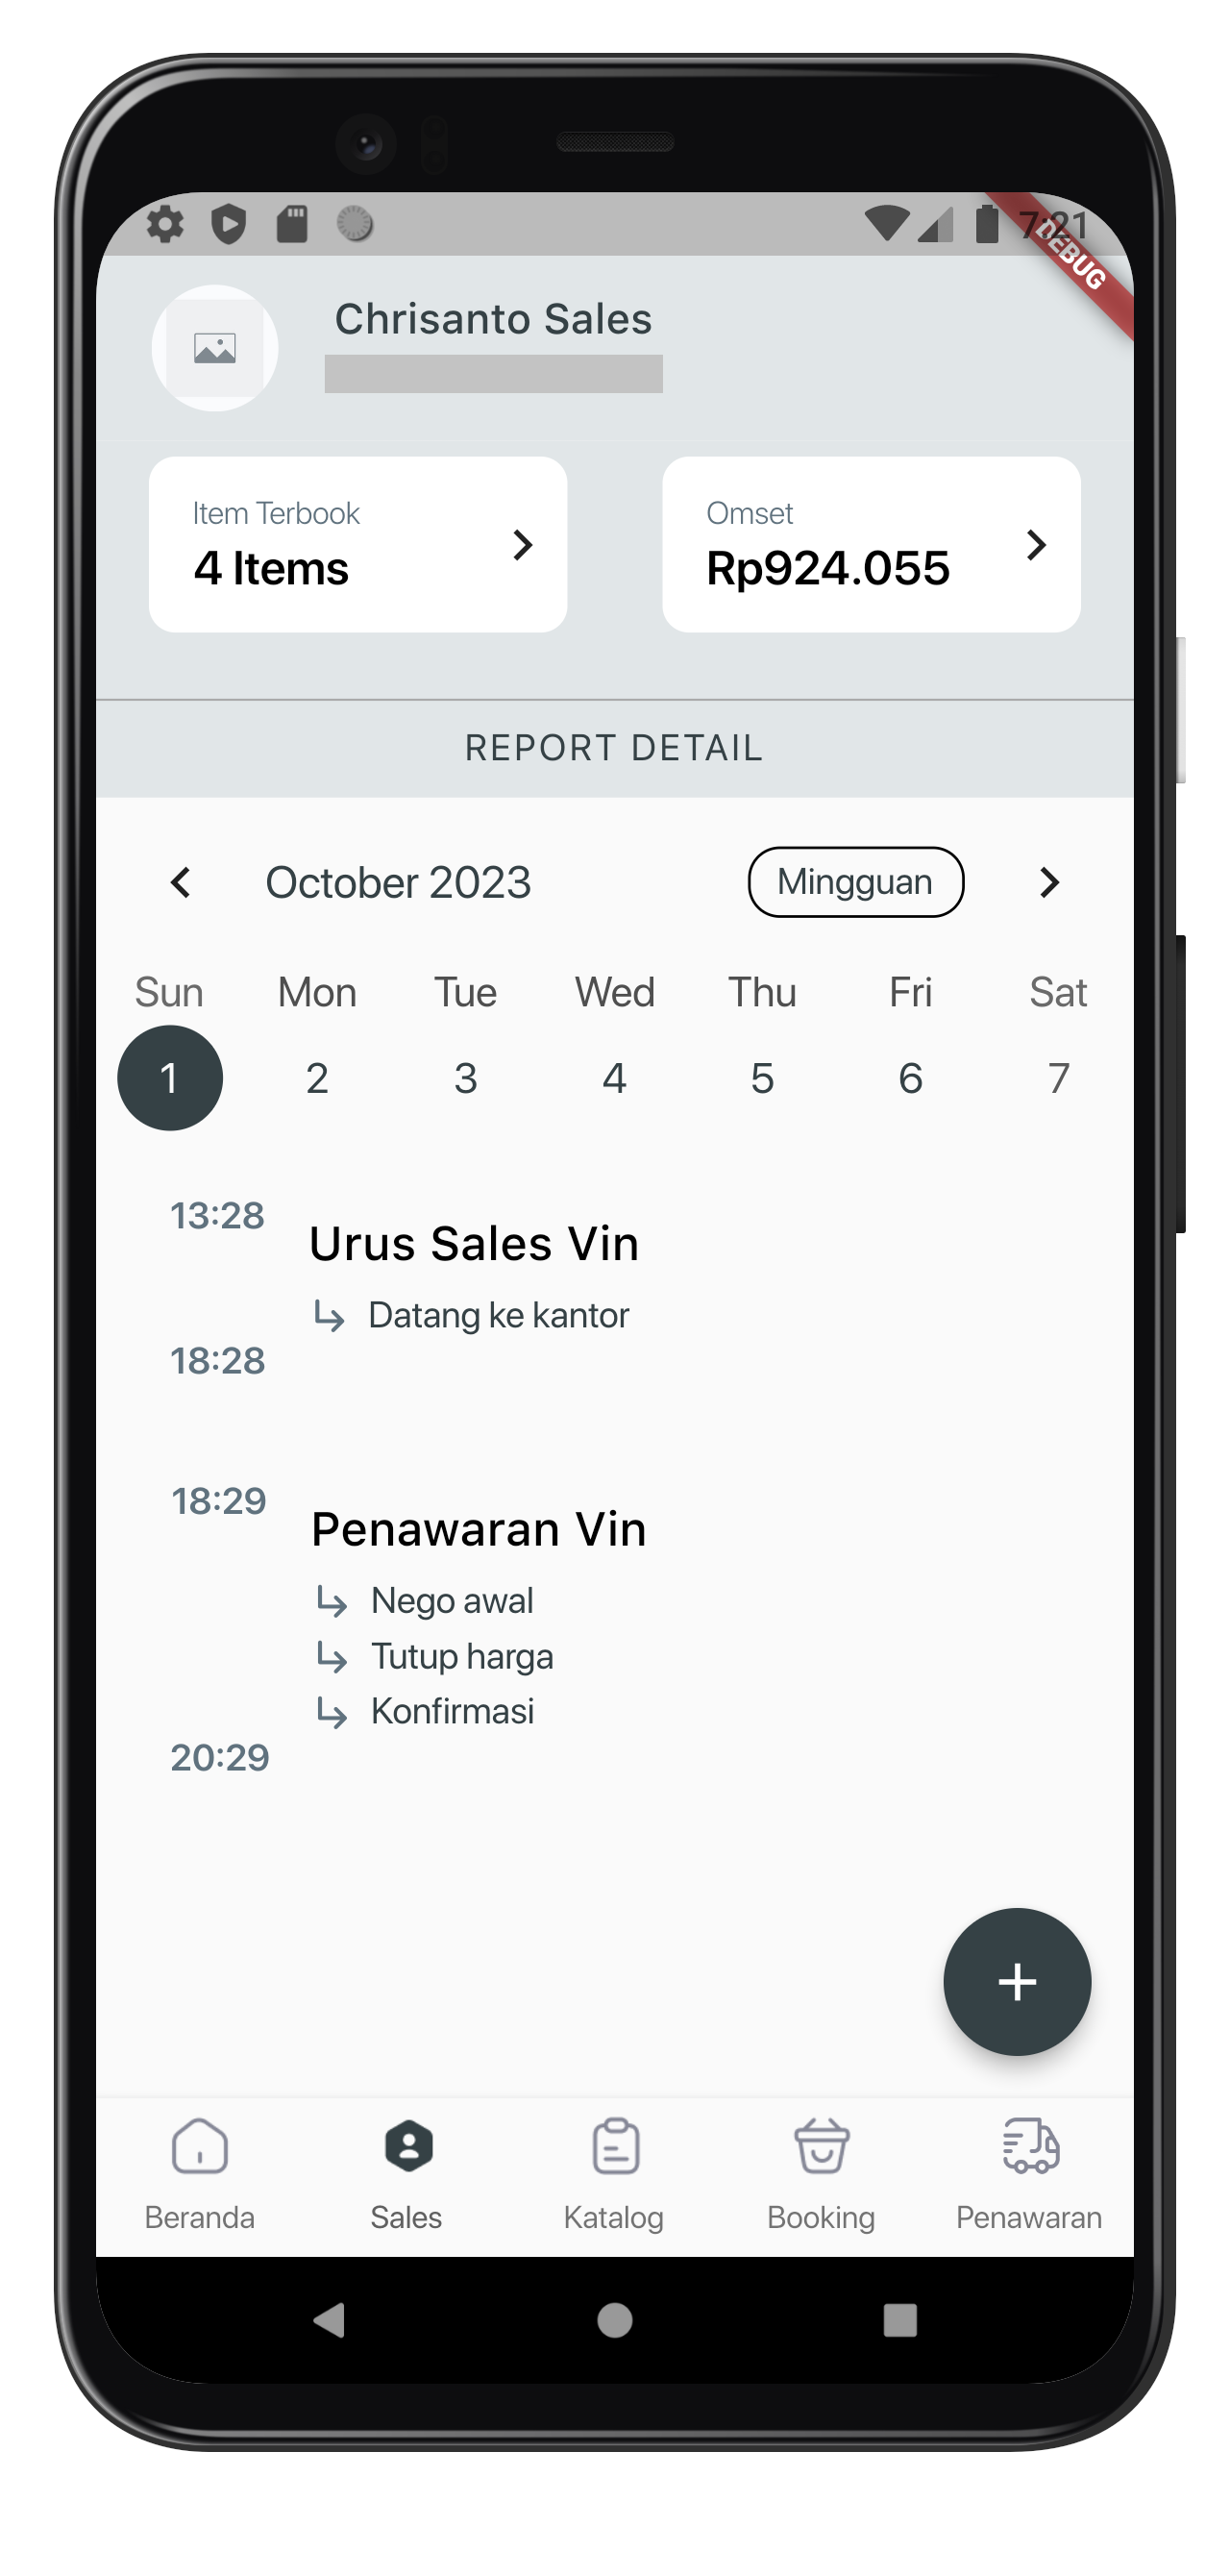 7:21
DEBUG
Chrisanto Sales
Item Terbook
4 Items
Omset
Rp924.055
REPORT DETAIL
October 2023
Mingguan
Sun Mon Tue Wed Thu Fri Sat
1 2 3 4 5 6 7
13:28
Urus Sales Vin
Datang ke kantor
18:28
18:29
Penawaran Vin
Nego awal
Tutup harga
Konfirmasi
20:29
Beranda Sales Katalog Booking Penawaran